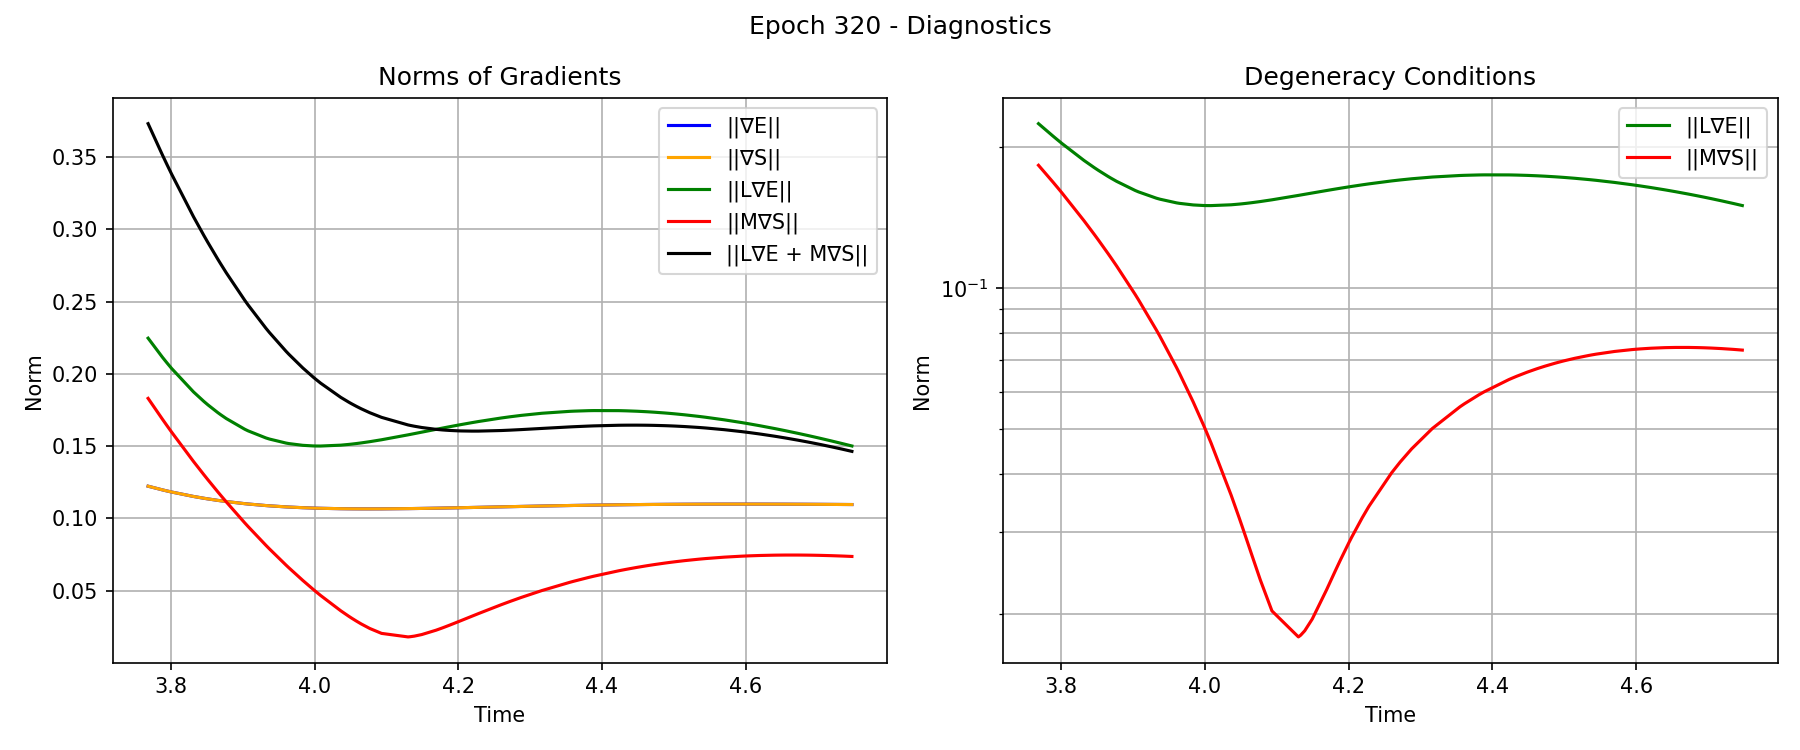 Epoch 320 - Diagnostics
Norms of Gradients
||∇E||
||∇S||
||L∇E||
||M∇S||
||L∇E + M∇S||
0.35
0.30
0.25
0.20
0.15
0.10
0.05
Norm
3.8
4.0
4.2
4.4
4.6
Time
Degeneracy Conditions
||L∇E||
||M∇S||
10⁻¹
Norm
3.8
4.0
4.2
4.4
4.6
Time